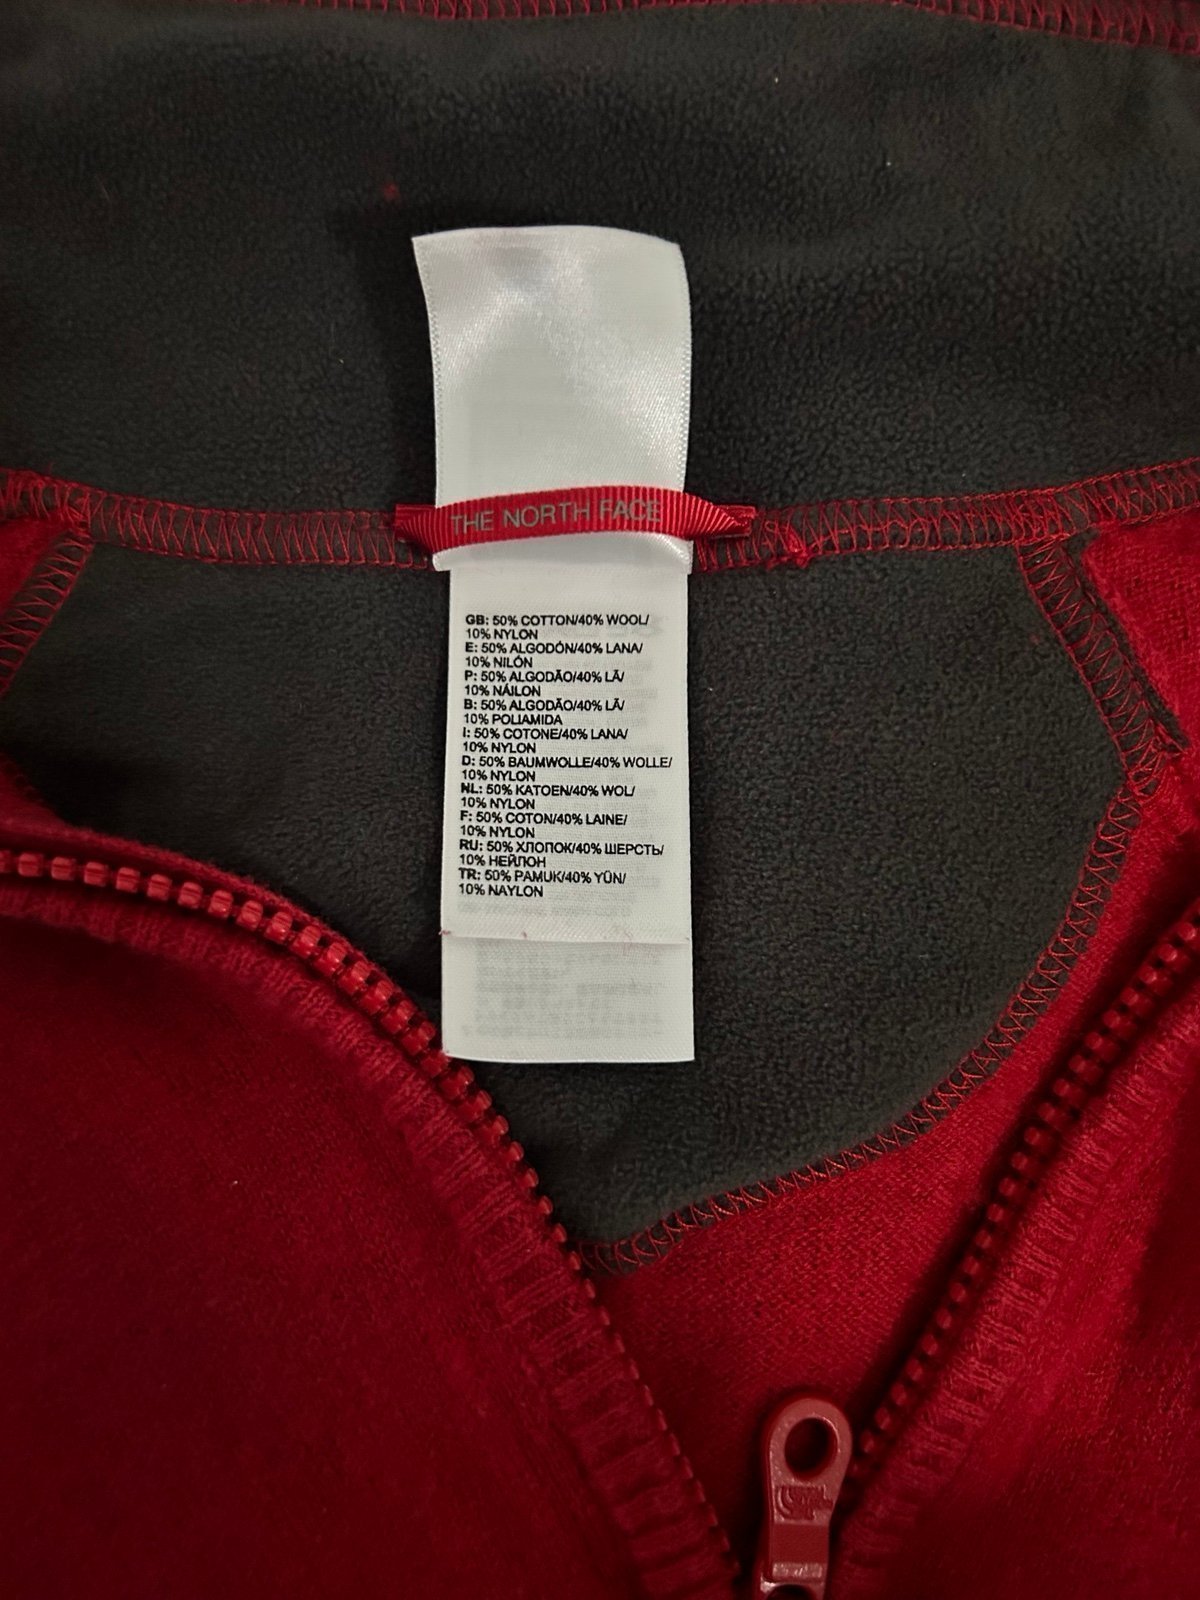 THE NORTH FACE
GB: 50% COTTON/40% WOOL/
10% NYLON
E: 50% ALGODÓN/40% LANA/
10% NILÓN
P: 50% ALGODÃO/40% LÃ/
10% NÁILON
B: 50% ALGODÃO/40% LÃ/
10% POLIAMIDA
I: 50% COTONE/40% LANA/
10% NYLON
D: 50% BAUMWOLLE/40% WOLLE/
10% NYLON
NL: 50% KATOEN/40% WOL/
10% NYLON
F: 50% COTON/40% LAINE/
10% NYLON
RU: 50% ХЛОПОК/40% ШЕРСТЬ/
10% НЕЙЛОН
TR: 50% PAMUK/40% YÜN/
10% NAYLON